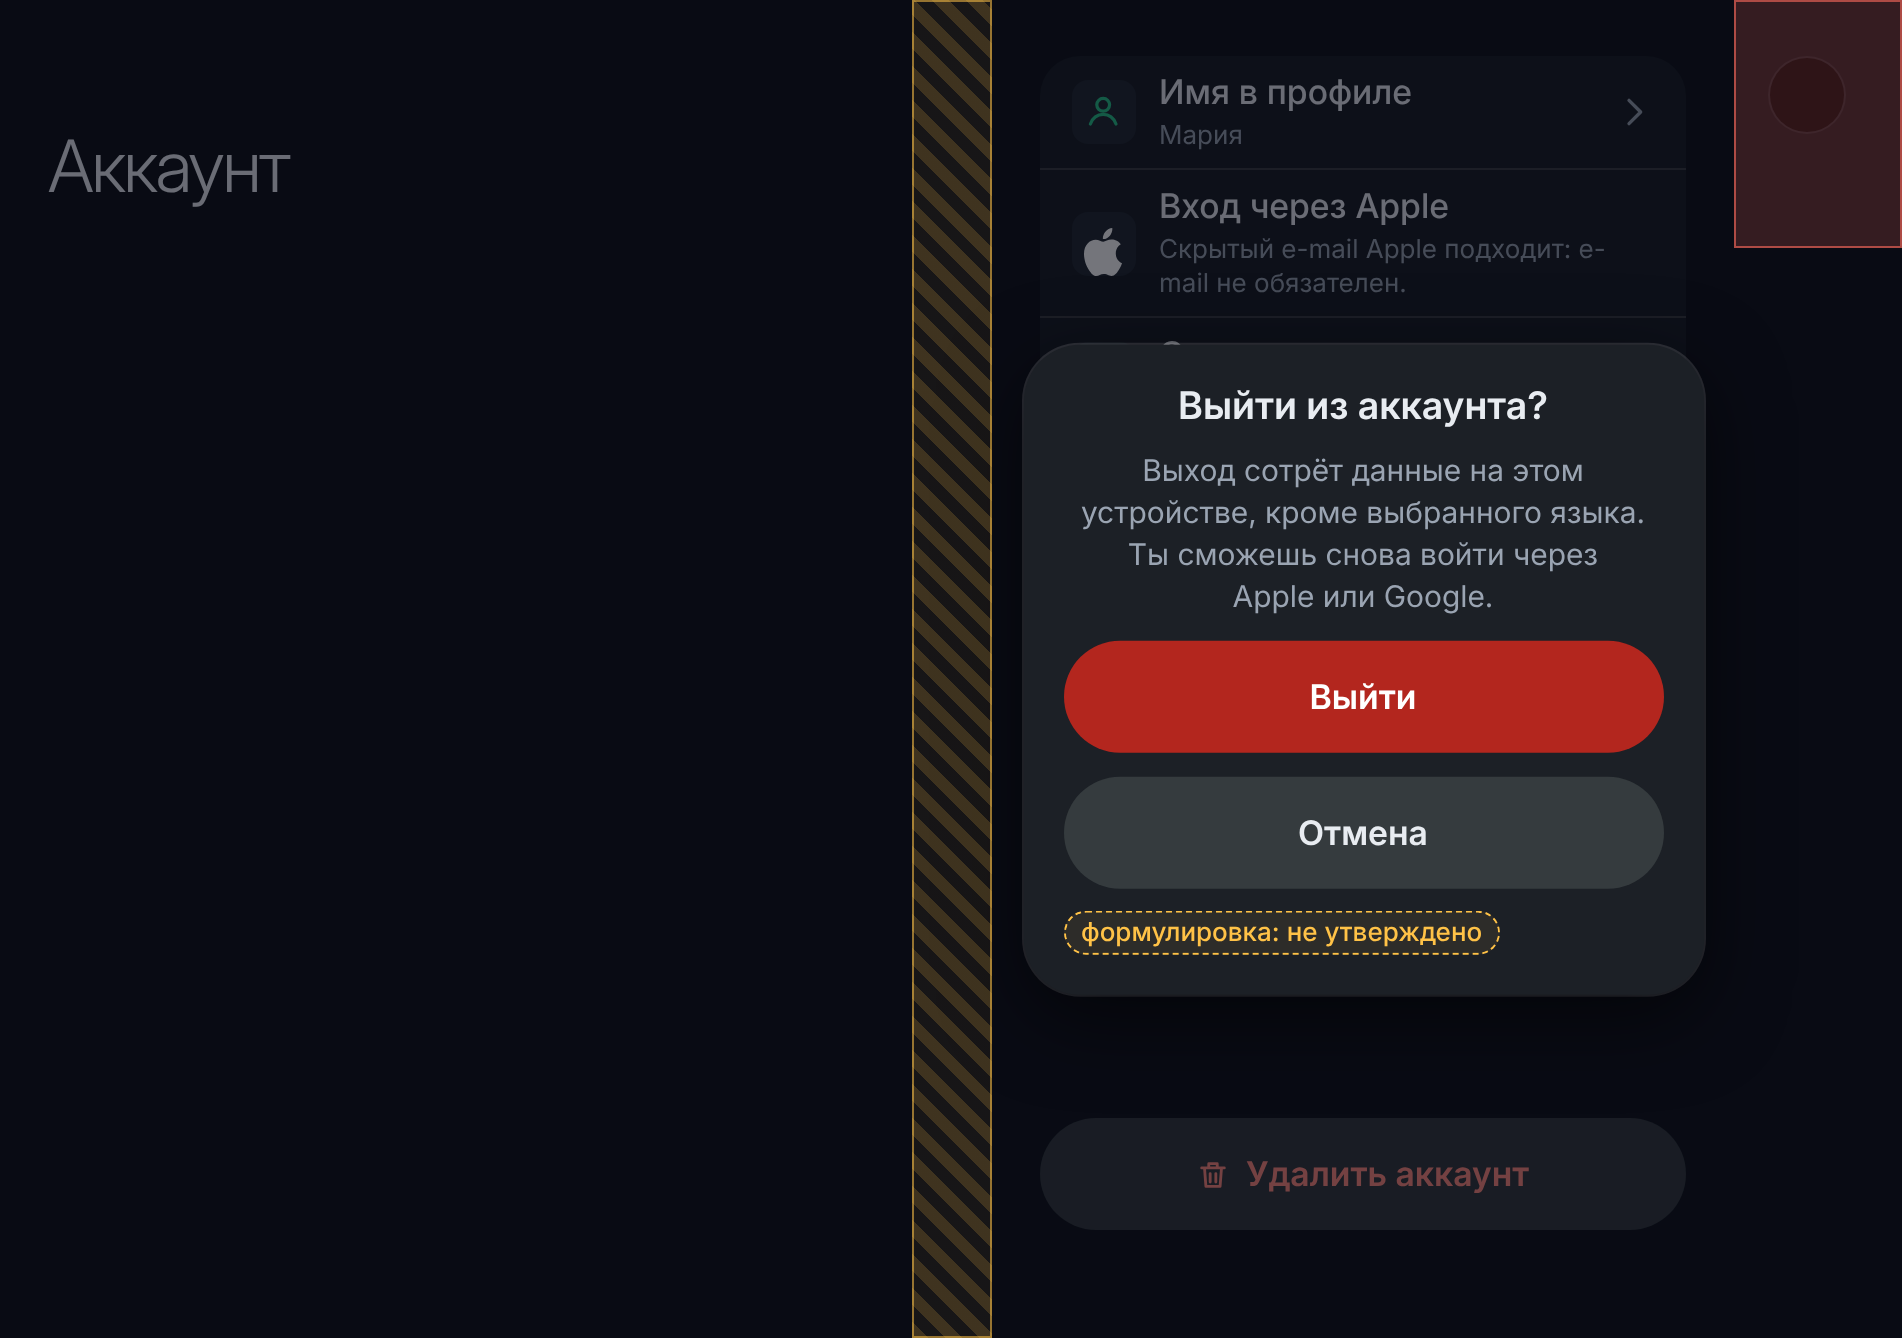 Аккаунт
Имя в профиле
Мария
Вход через Apple
Скрытый e-mail Apple подходит: e-
mail не обязателен.
Выйти из аккаунта?
Выход сотрёт данные на этом
устройстве, кроме выбранного языка.
Ты сможешь снова войти через
Apple или Google.
Выйти
Отмена
формулировка: не утверждено
Удалить аккаунт